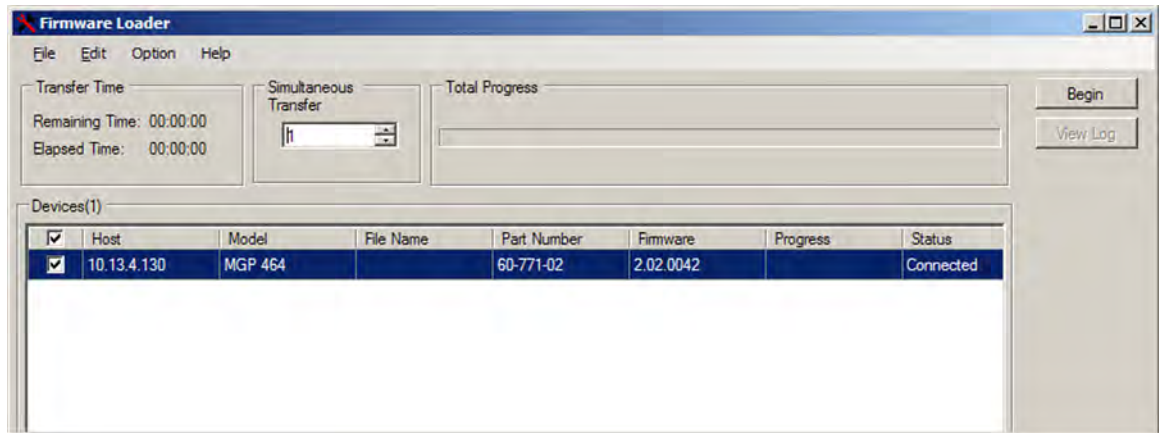 Firmware Loader
File Edit Option Help
Transfer Time
Remaining Time: 00:00:00
Elapsed Time: 00:00:00
Simultaneous
Transfer
1
Total Progress
Begin
View Log
Devices(1)
Host Model File Name Part Number Firmware Progress Status
10.13.4.130 MGP 464 60-771-02 2.02.0042 Connected